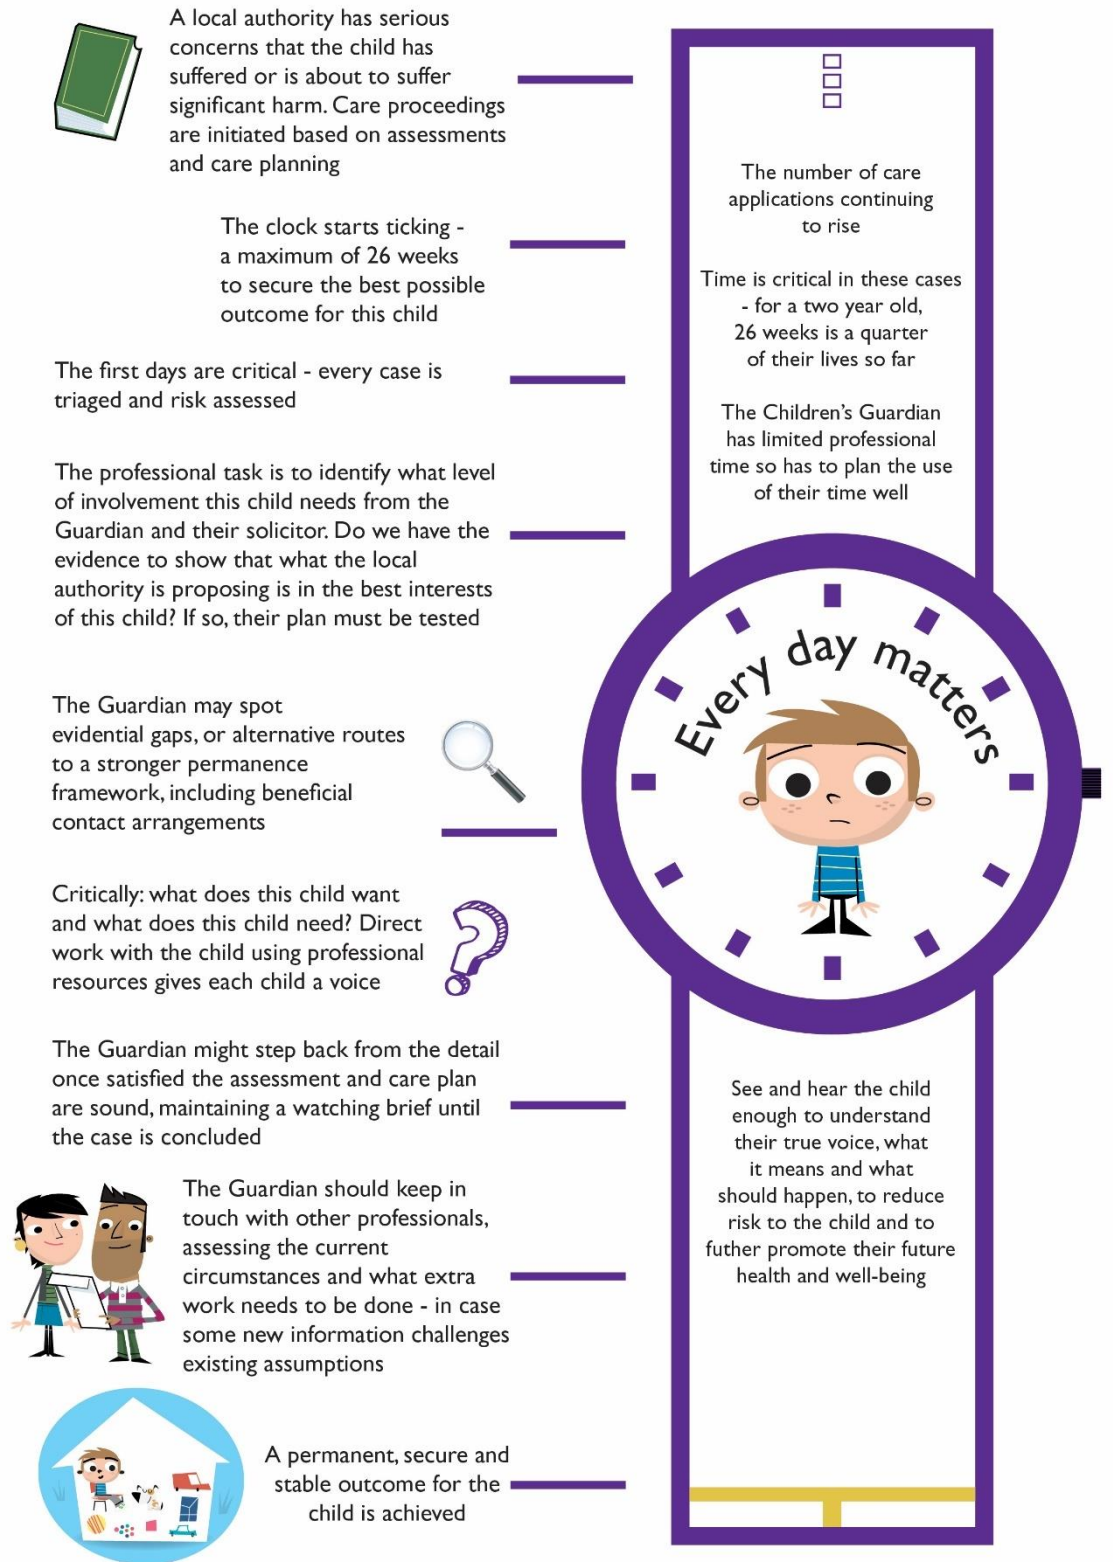 A local authority has serious
concerns that the child has
suffered or is about to suffer
significant harm. Care proceedings
are initiated based on assessments
and care planning
The clock starts ticking -
a maximum of 26 weeks
to secure the best possible
outcome for this child
The first days are critical - every case is
triaged and risk assessed
The professional task is to identify what level
of involvement this child needs from the
Guardian and their solicitor. Do we have the
evidence to show that what the local
authority is proposing is in the best interests
of this child? If so, their plan must be tested
The Guardian may spot
evidential gaps, or alternative routes
to a stronger permanence
framework, including beneficial
contact arrangements
Critically: what does this child want
and what does this child need? Direct
work with the child using professional
resources gives each child a voice
The Guardian might step back from the detail
once satisfied the assessment and care plan
are sound, maintaining a watching brief until
the case is concluded
The Guardian should keep in
touch with other professionals,
assessing the current
circumstances and what extra
work needs to be done - in case
some new information challenges
existing assumptions
A permanent, secure and
stable outcome for the
child is achieved
The number of care
applications continuing
to rise
Time is critical in these cases
- for a two year old,
26 weeks is a quarter
of their lives so far
The Children's Guardian
has limited professional
time so has to plan the use
of their time well
Every day matters
See and hear the child
enough to understand
their true voice, what
it means and what
should happen, to reduce
risk to the child and to
futher promote their future
health and well-being